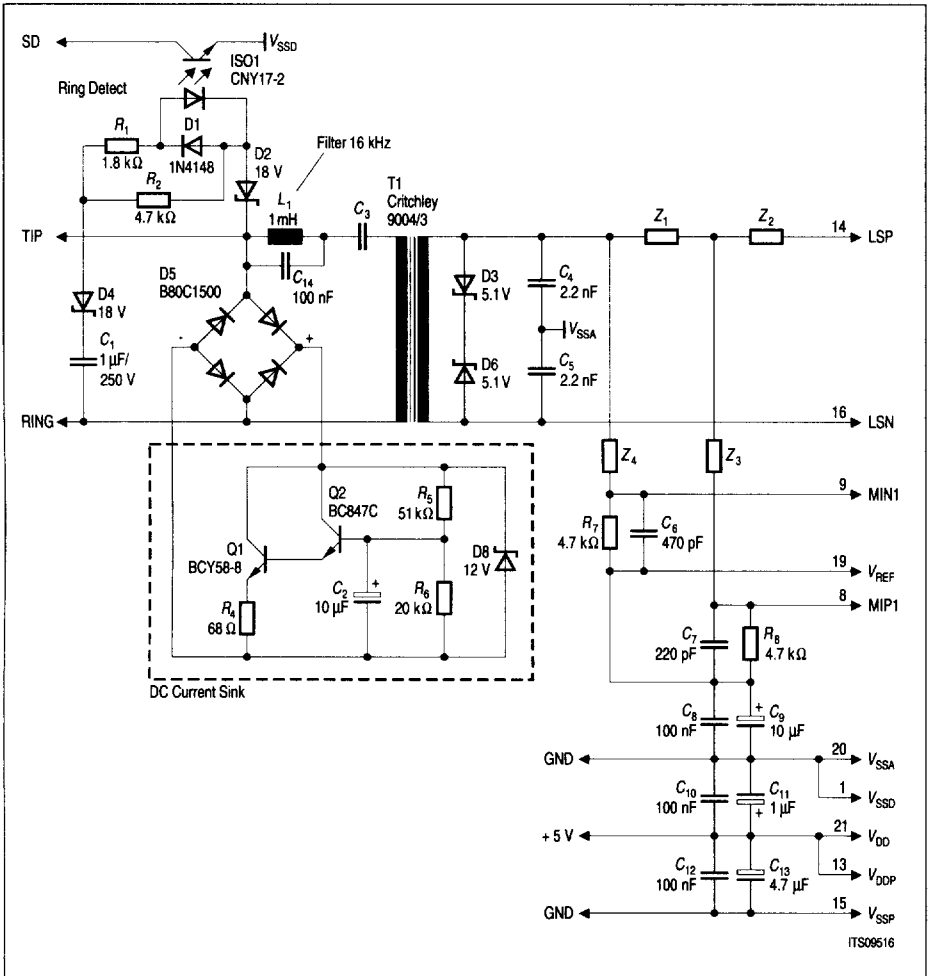 SD
V_SSD
ISO1
CNY17-2
Ring Detect
R₁
1.8 kΩ
D1
1N4148
D2
18 V
Filter 16 kHz
R₂
4.7 kΩ
L₁
1 mH
C₃
T1
Critchley
9004/3
Z₁
Z₂
14
LSP
TIP
D5
B80C1500
C₁₄
100 nF
D3
5.1 V
C₄
2.2 nF
D4
18 V
-
+
V_SSA
C₁
1 µF/
250 V
D6
5.1 V
C₅
2.2 nF
RING
16
LSN
Z₄
Z₃
Q2
BC847C
R₅
51 kΩ
9
MIN1
Q1
BCY58-8
R₇
4.7 kΩ
C₆
470 pF
D8
12 V
19
V_REF
C₂
10 µF
+
R₆
20 kΩ
8
MIP1
R₄
68 Ω
C₇
220 pF
R₈
4.7 kΩ
DC Current Sink
C₈
100 nF
+
C₉
10 µF
GND
20
V_SSA
C₁₀
100 nF
C₁₁
1 µF
+
1
V_SSD
+ 5 V
21
V_DD
C₁₂
100 nF
C₁₃
4.7 µF
13
V_DDP
GND
15
V_SSP
ITS09516